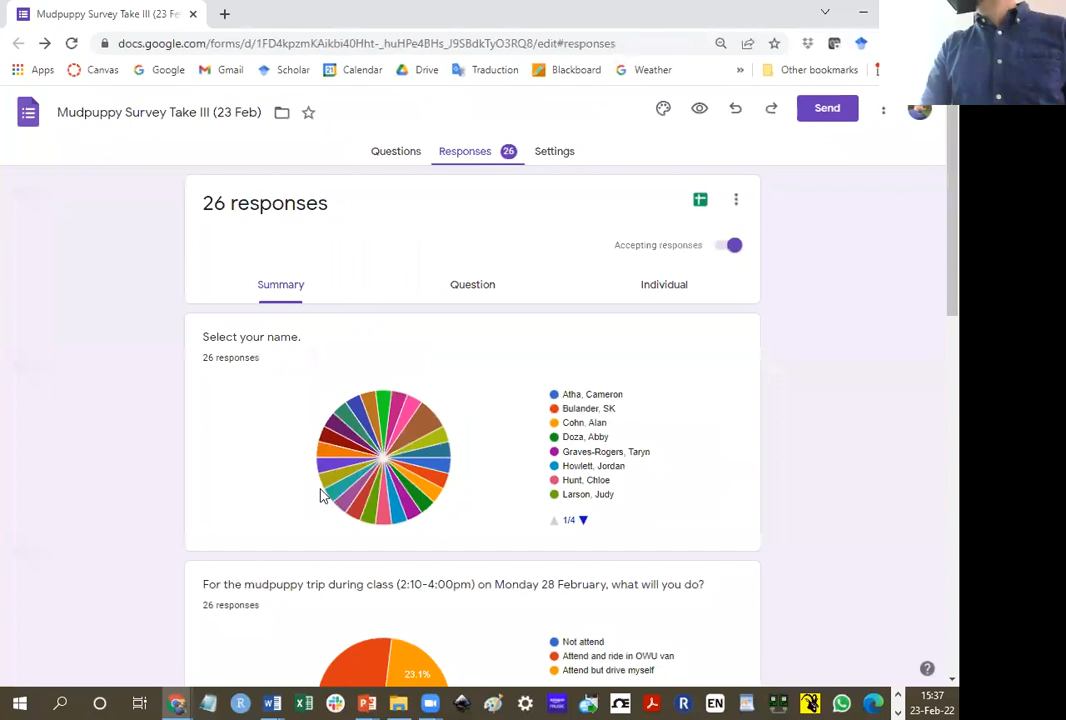 Mudpuppy Survey Take III (23 Feb
docs.google.com/forms/d/1FD4kpzmKAikbi40Hht-_huHPe4BHs_J9SBdkTyO3RQ8/edit#responses
Apps Canvas Google Gmail Scholar Calendar Drive Traduction Blackboard Weather » Other bookmarks
Mudpuppy Survey Take III (23 Feb) Send
Questions Responses 26 Settings
26 responses
Accepting responses
Summary Question Individual
Select your name.
26 responses
Atha, Cameron
Bulander, SK
Cohn, Alan
Doza, Abby
Graves-Rogers, Taryn
Howlett, Jordan
Hunt, Chloe
Larson, Judy
1/4
For the mudpuppy trip during class (2:10-4:00pm) on Monday 28 February, what will you do?
26 responses
Not attend
Attend and ride in OWU van
Attend but drive myself
23.1%
EN
15:37
23-Feb-22